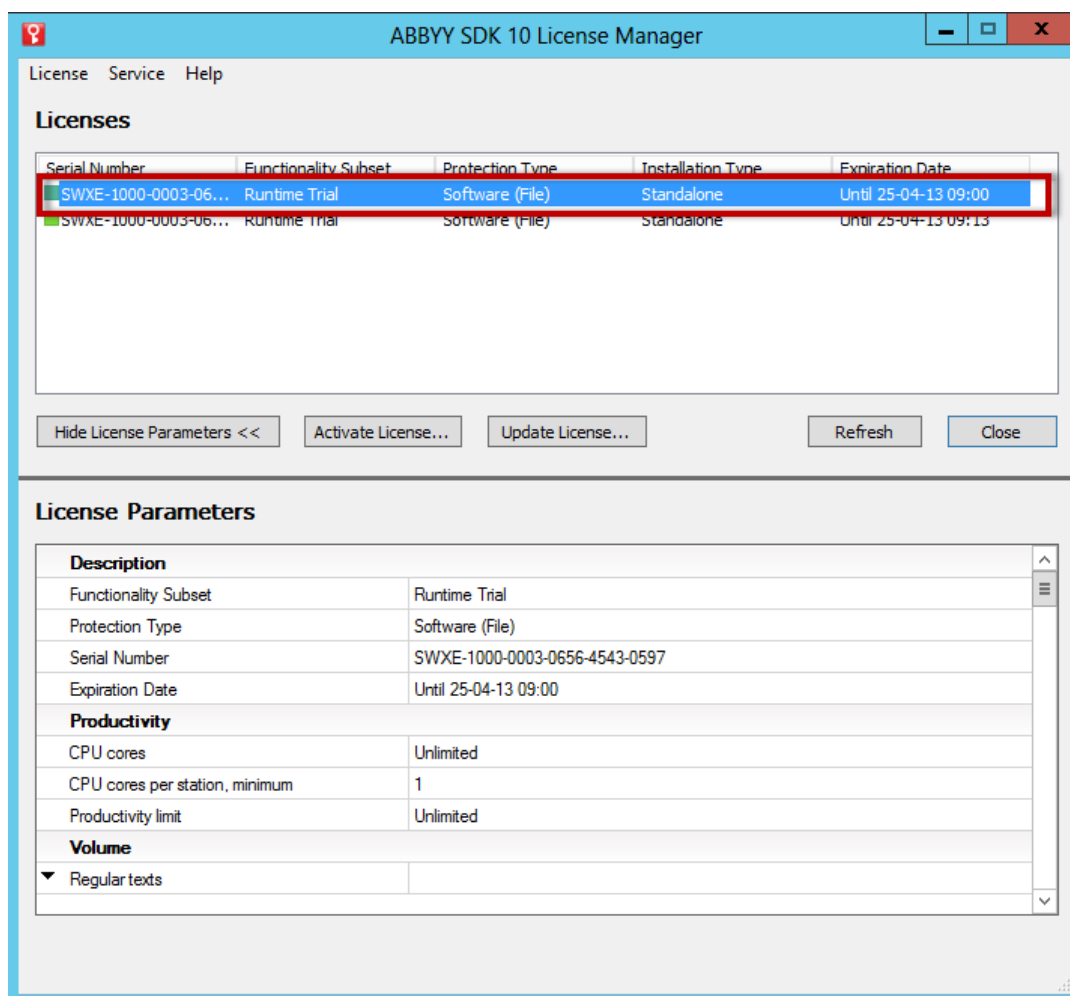 ABBYY SDK 10 License Manager
License Service Help
Licenses
Serial Number Functionality Subset Protection Type Installation Type Expiration Date
SWXE-1000-0003-06... Runtime Trial Software (File) Standalone Until 25-04-13 09:00
SWXE-1000-0003-06... Runtime Trial Software (File) Standalone Until 25-04-13 09:13
Hide License Parameters << Activate License... Update License... Refresh Close
License Parameters
Description
Functionality Subset Runtime Trial
Protection Type Software (File)
Serial Number SWXE-1000-0003-0656-4543-0597
Expiration Date Until 25-04-13 09:00
Productivity
CPU cores Unlimited
CPU cores per station, minimum 1
Productivity limit Unlimited
Volume
Regular texts